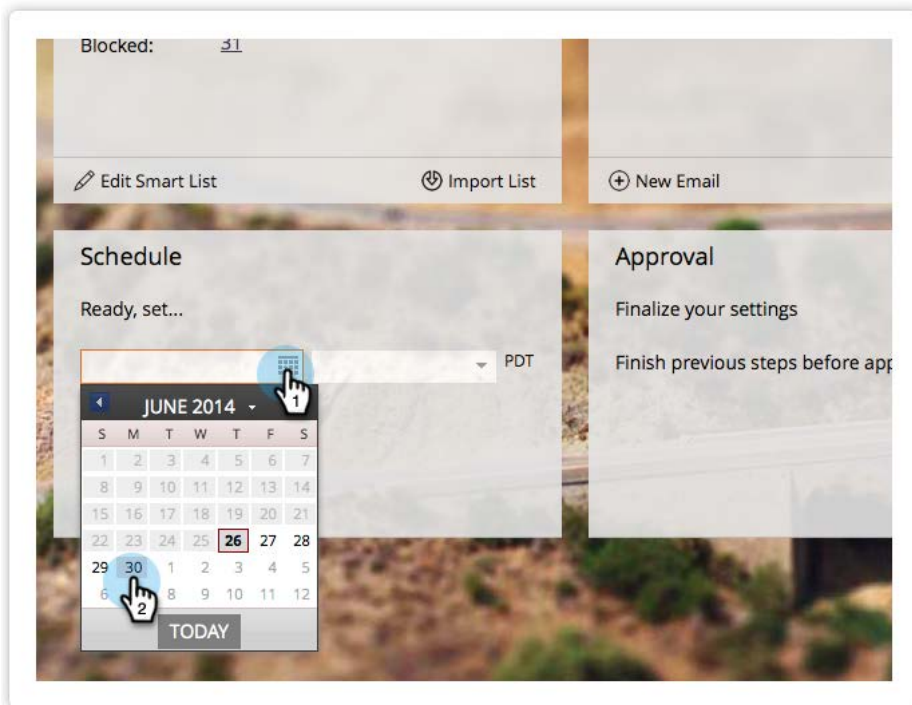 Blocked: 31
Edit Smart List Import List
New Email
Schedule
Ready, set...
PDT
JUNE 2014
S M T W T F S
1 2 3 4 5 6 7
8 9 10 11 12 13 14
15 16 17 18 19 20 21
22 23 24 25 26 27 28
29 30 1 2 3 4 5
6 8 9 10 11 12
TODAY
1
2
Approval
Finalize your settings
Finish previous steps before app